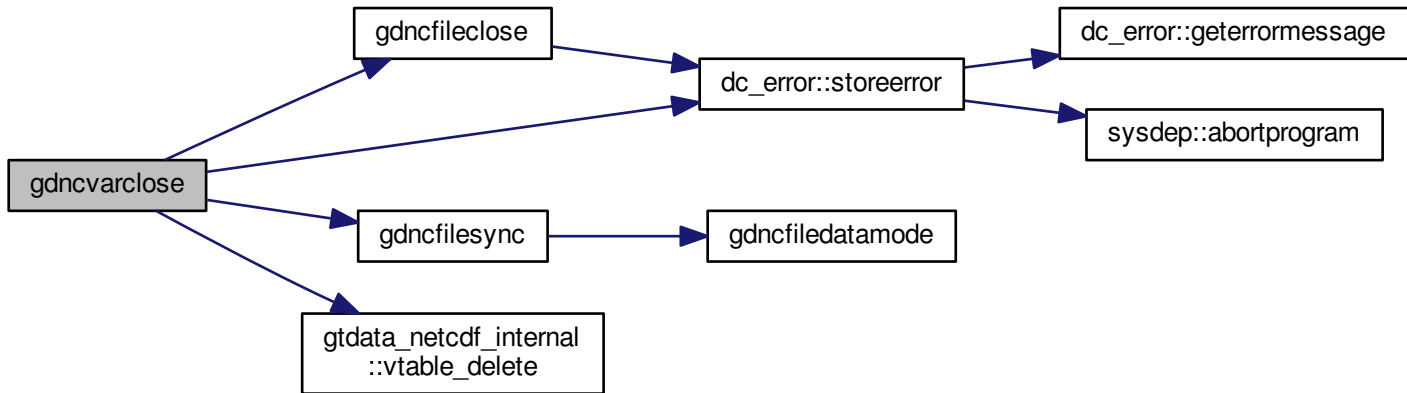 gdncvarclose
gdncfileclose
dc_error::storeerror
dc_error::geterrormessage
sysdep::abortprogram
gdncfilesync
gdncfiledatamode
gtdata_netcdf_internal
::vtable_delete